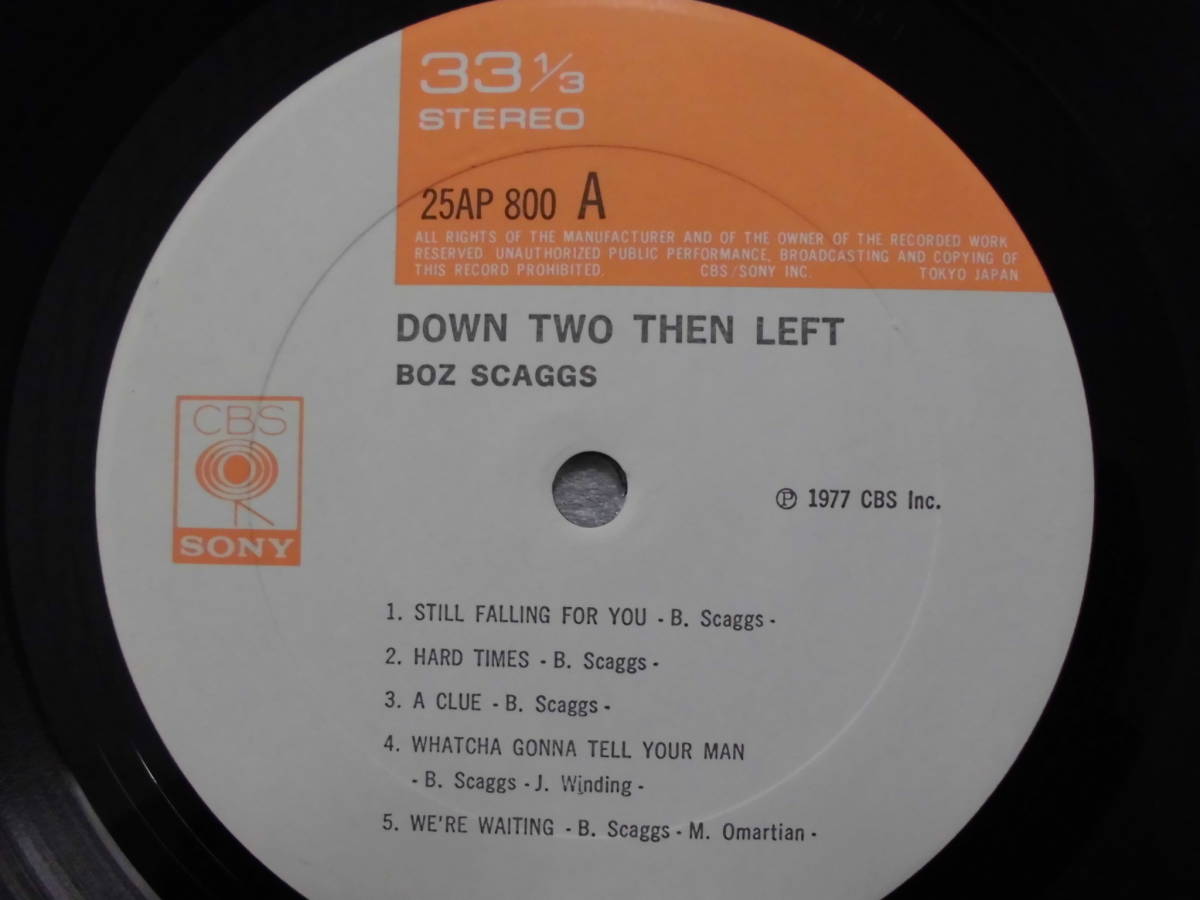 33 1/3
STEREO
25AP 800 A
ALL RIGHTS OF THE MANUFACTURER AND OF THE OWNER OF THE RECORDED WORK
RESERVED. UNAUTHORIZED PUBLIC PERFORMANCE, BROADCASTING AND COPYING OF
THIS RECORD PROHIBITED. CBS/SONY INC. TOKYO JAPAN
DOWN TWO THEN LEFT
BOZ SCAGGS
CBS
SONY
℗ 1977 CBS Inc.
1. STILL FALLING FOR YOU - B. Scaggs -
2. HARD TIMES - B. Scaggs -
3. A CLUE - B. Scaggs -
4. WHATCHA GONNA TELL YOUR MAN
- B. Scaggs - J. Winding -
5. WE'RE WAITING - B. Scaggs - M. Omartian -